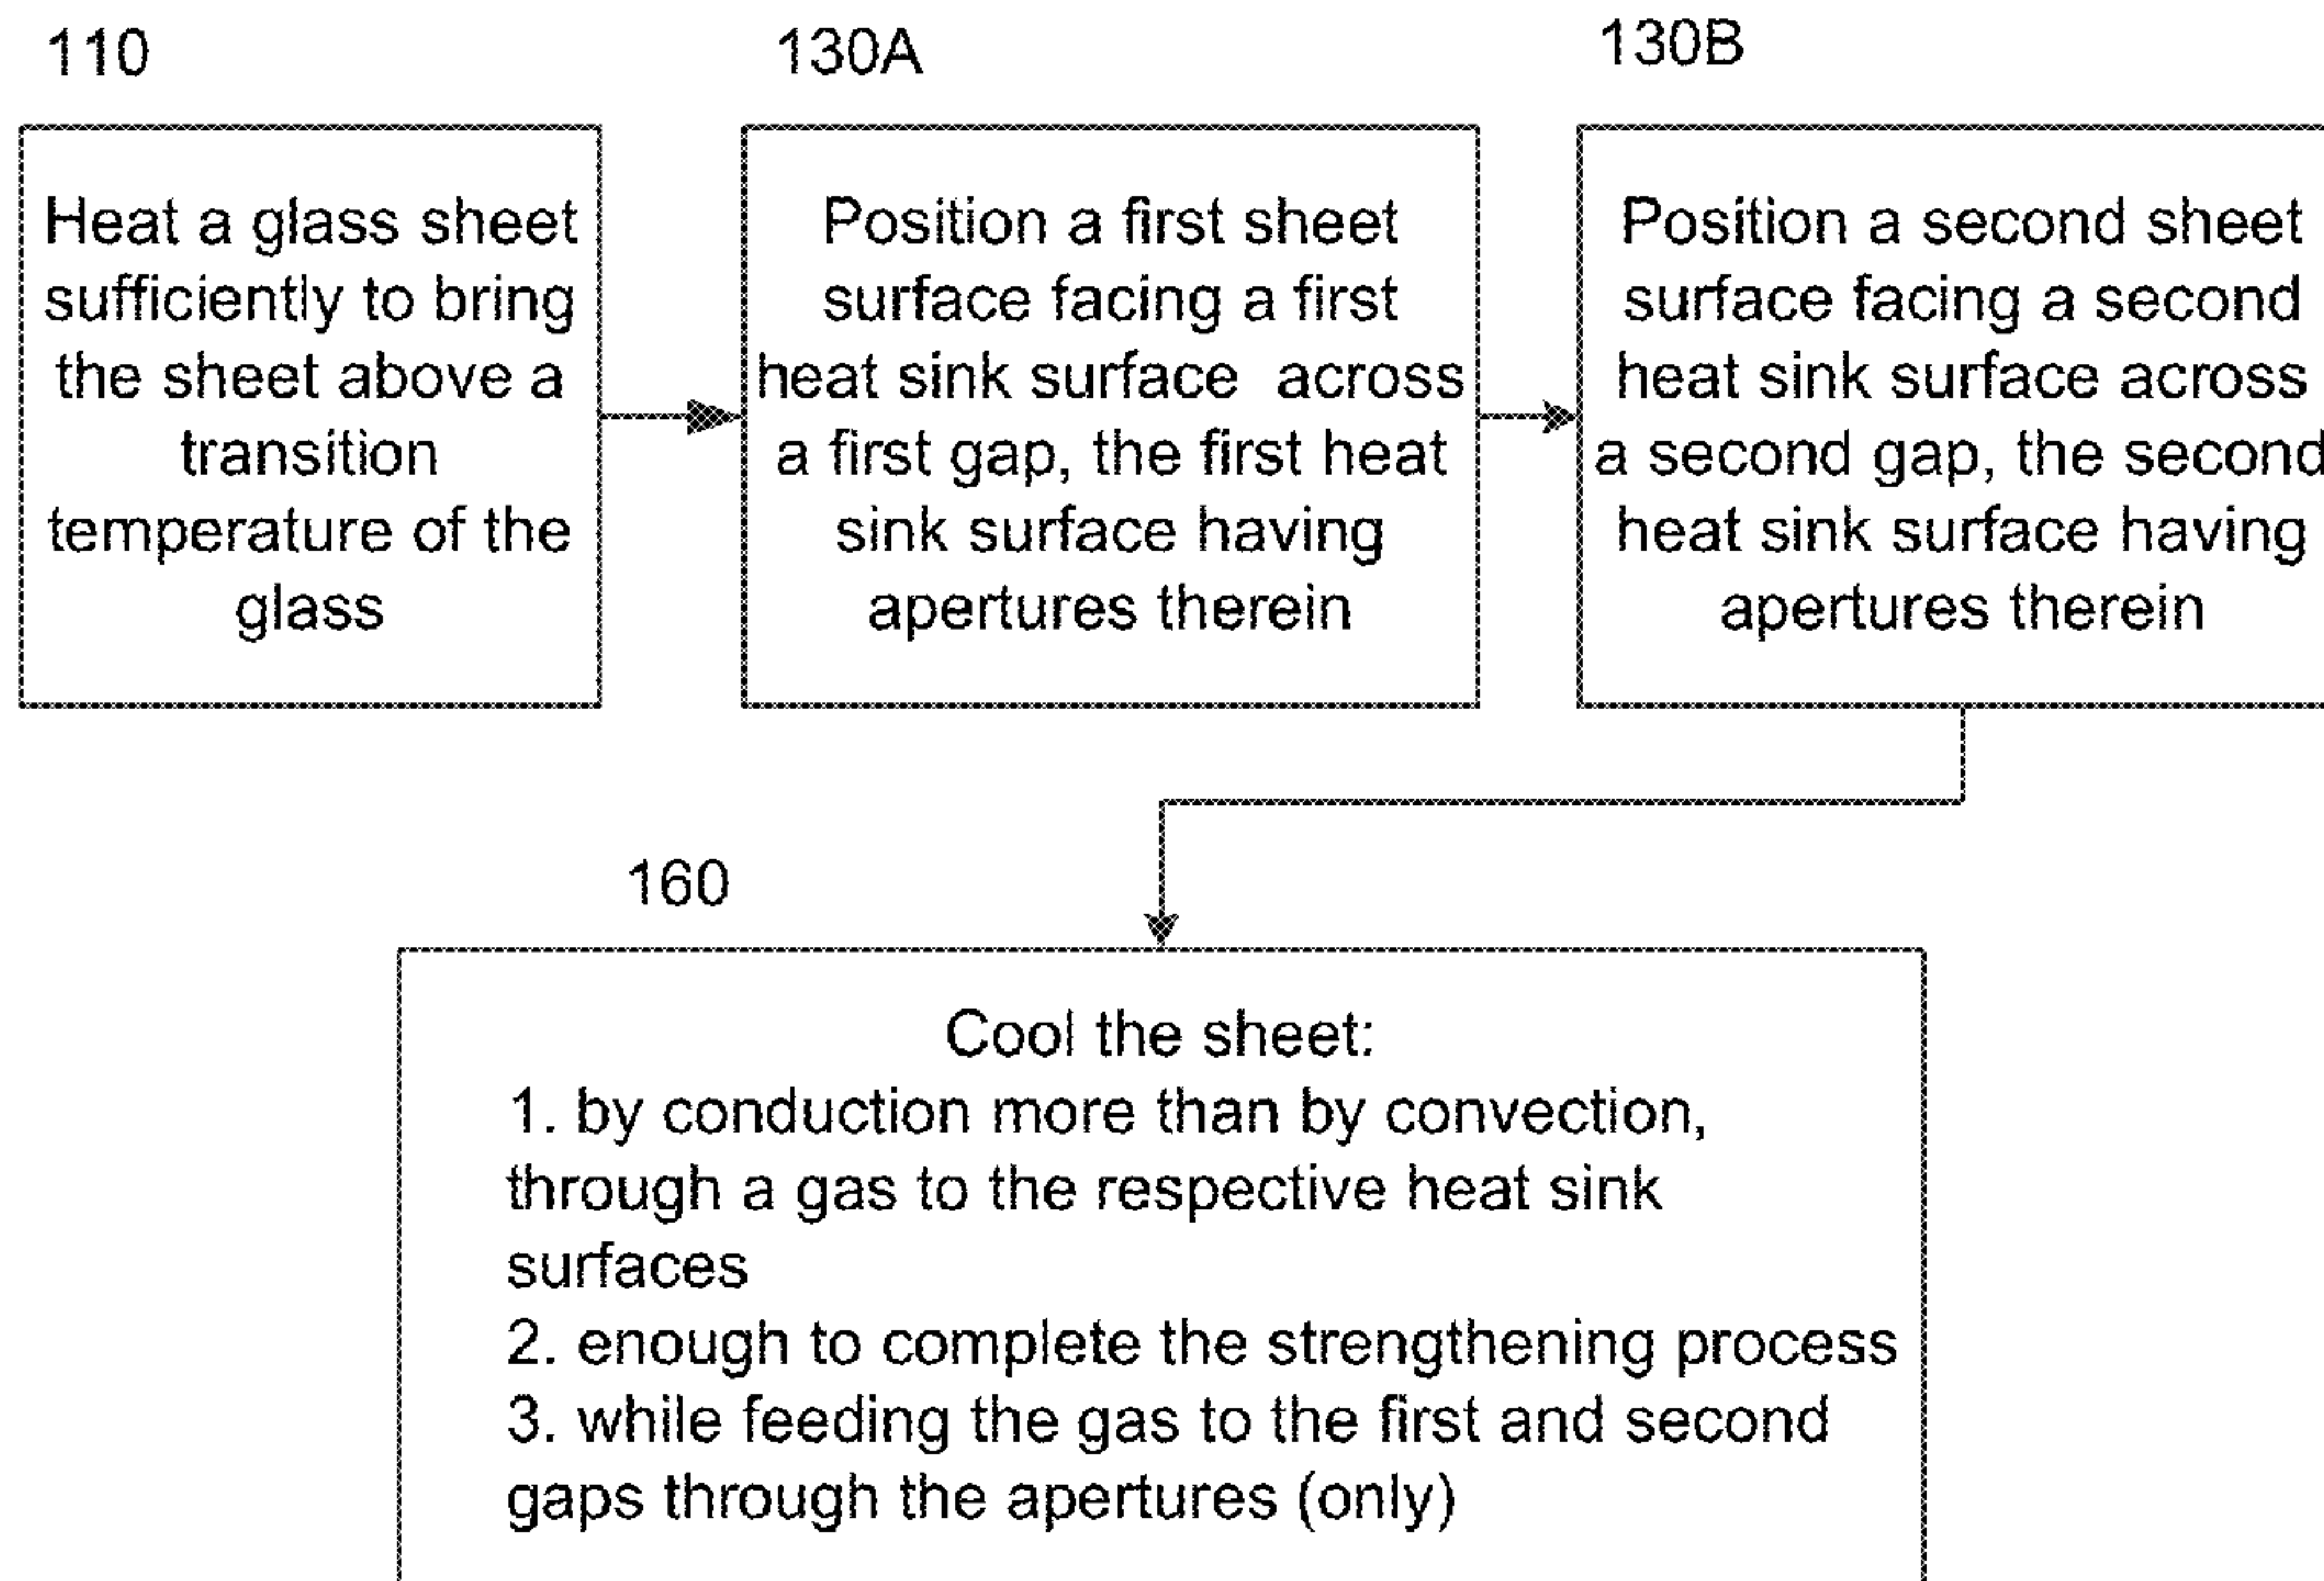 110
Heat a glass sheet
sufficiently to bring
the sheet above a
transition
temperature of the
glass
130A
Position a first sheet
surface facing a first
heat sink surface across
a first gap, the first heat
sink surface having
apertures therein
130B
Position a second sheet
surface facing a second
heat sink surface across
a second gap, the second
heat sink surface having
apertures therein
160
Cool the sheet:
1. by conduction more than by convection,
through a gas to the respective heat sink
surfaces
2. enough to complete the strengthening process
3. while feeding the gas to the first and second
gaps through the apertures (only)